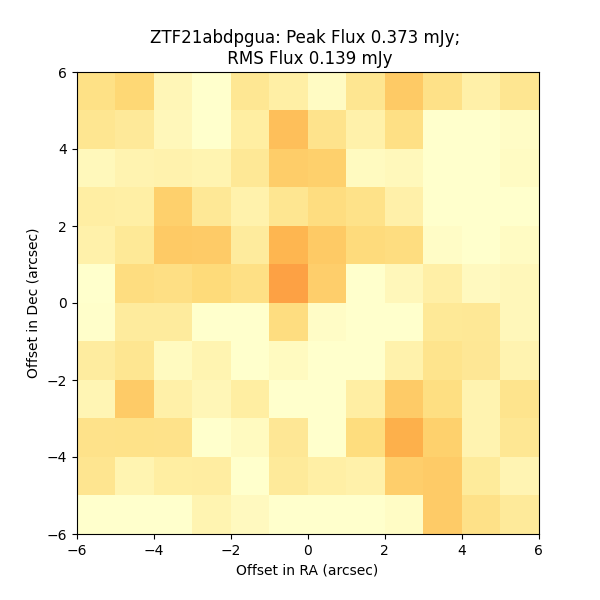 ZTF21abdpgua: Peak Flux 0.373 mJy;
RMS Flux 0.139 mJy
6
4
2
0
−2
−4
−6
Offset in Dec (arcsec)
−6 −4 −2 0 2 4 6
Offset in RA (arcsec)